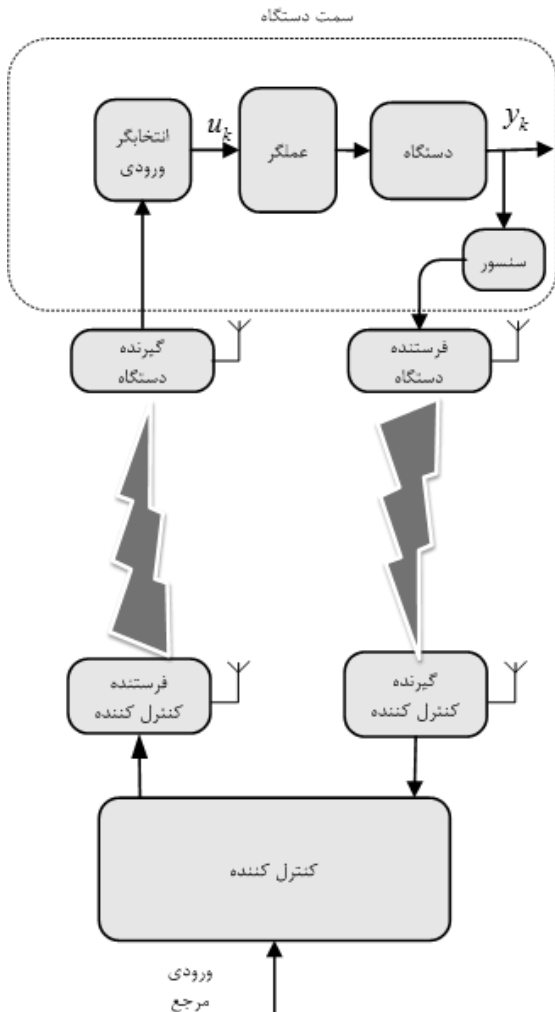 سمت دستگاه
انتخابگر
ورودی
u_k
عملگر
دستگاه
y_k
سنسور
گیرنده
دستگاه
فرستنده
دستگاه
فرستنده
کنترل کننده
گیرنده
کنترل کننده
کنترل کننده
ورودی
مرجع